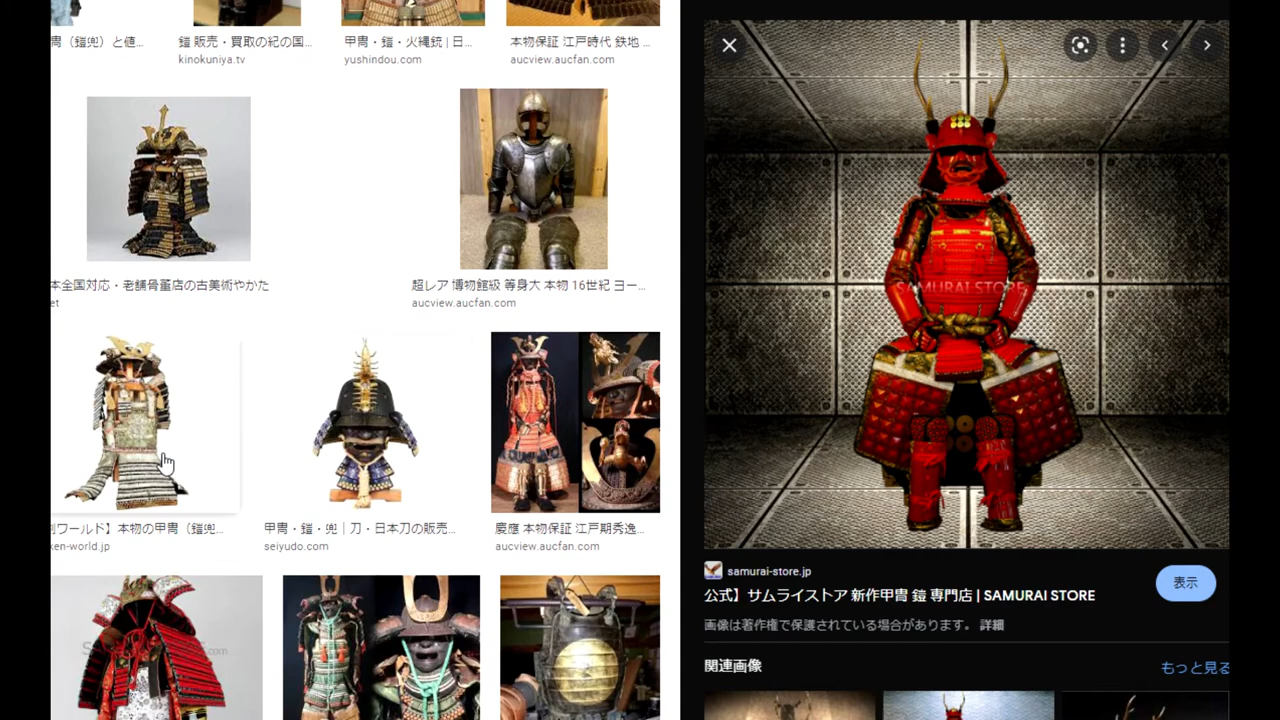 冑（鎧兜）と値...
鎧 販売・買取の紀の国...
甲冑・鎧・火縄銃 | 日...
本物保証 江戸時代 鉄地 ...
kinokuniya.tv
yushindou.com
aucview.aucfan.com
本全国対応・老舗骨董店の古美術やかた
et
超レア 博物館級 等身大 本物 16世紀 ヨー...
aucview.aucfan.com
ワールド】本物の甲冑（鎧兜...
ken-world.jp
甲冑・鎧・兜｜刀・日本刀の販売...
seiyudo.com
慶應 本物保証 江戸期秀逸...
aucview.aucfan.com
SAMURAI STORE
samurai-store.jp
公式】サムライストア 新作甲冑 鎧 専門店 | SAMURAI STORE
表示
画像は著作権で保護されている場合があります。 詳細
関連画像
もっと見る